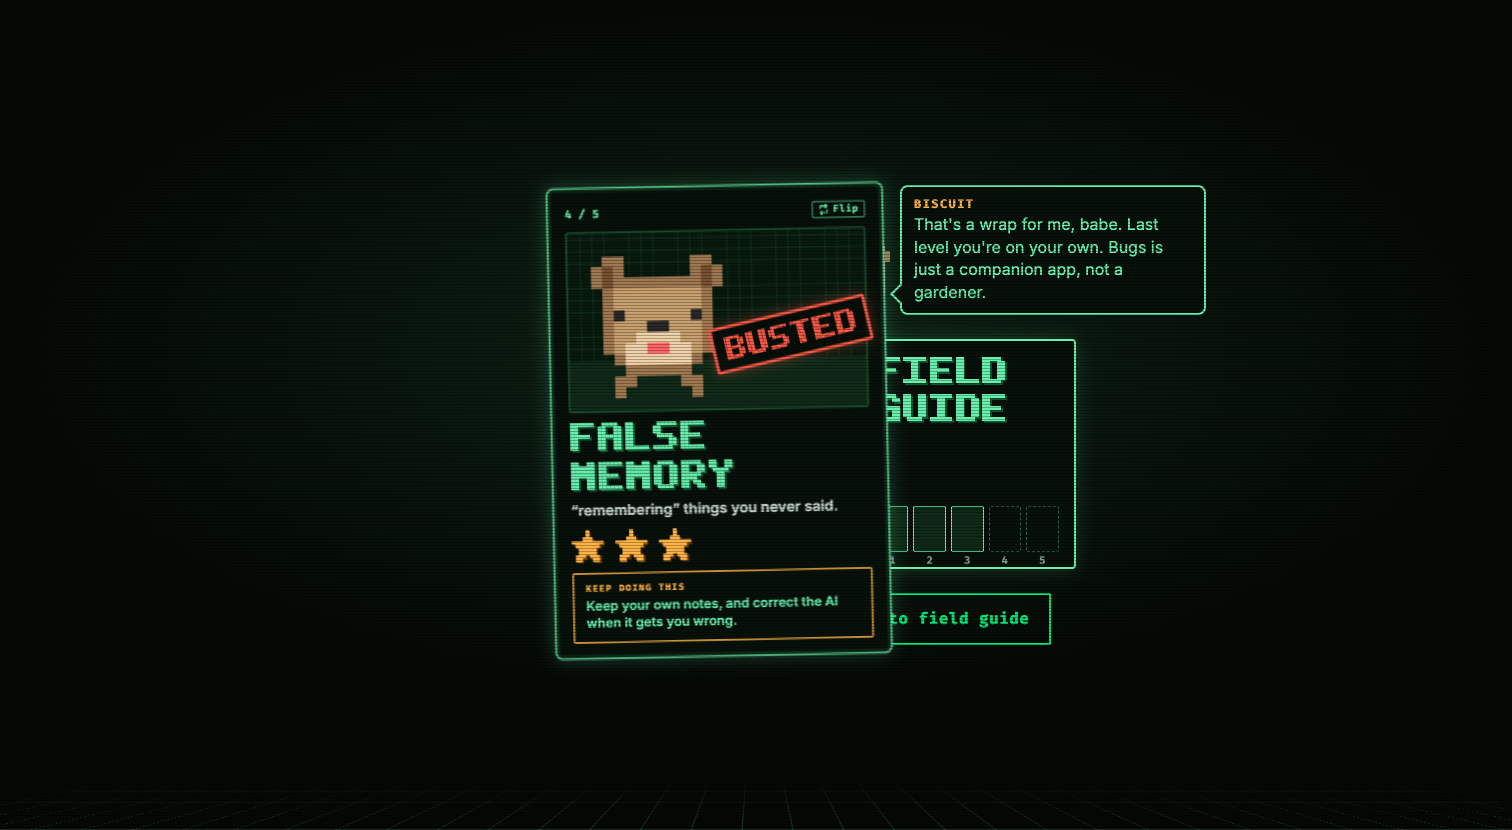 4 / 5
Flip
BUSTED
FALSE
MEMORY
“remembering” things you never said.
KEEP DOING THIS
Keep your own notes, and correct the AI
when it gets you wrong.
BISCUIT
That's a wrap for me, babe. Last
level you're on your own. Bugs is
just a companion app, not a
gardener.
FIELD
GUIDE
1 2 3 4 5
to field guide